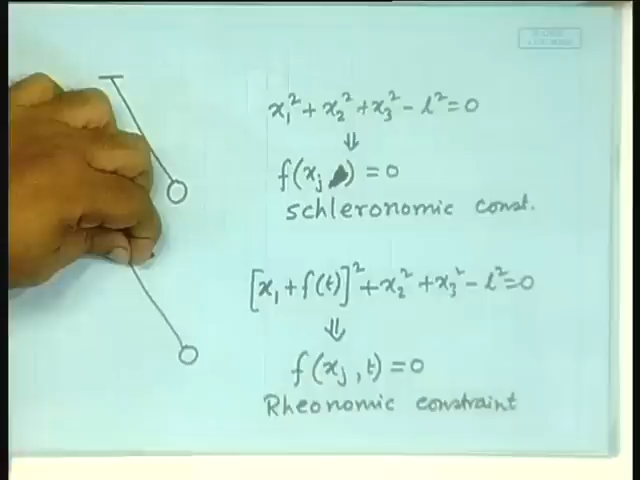 x₁² + x₂² + x₃² - l² = 0
⇓
f(xj ) = 0
schleronomic const.
[x₁ + f(t)]² + x₂² + x₃² - l² = 0
⇓
f(xj, t) = 0
Rheonomic constraint